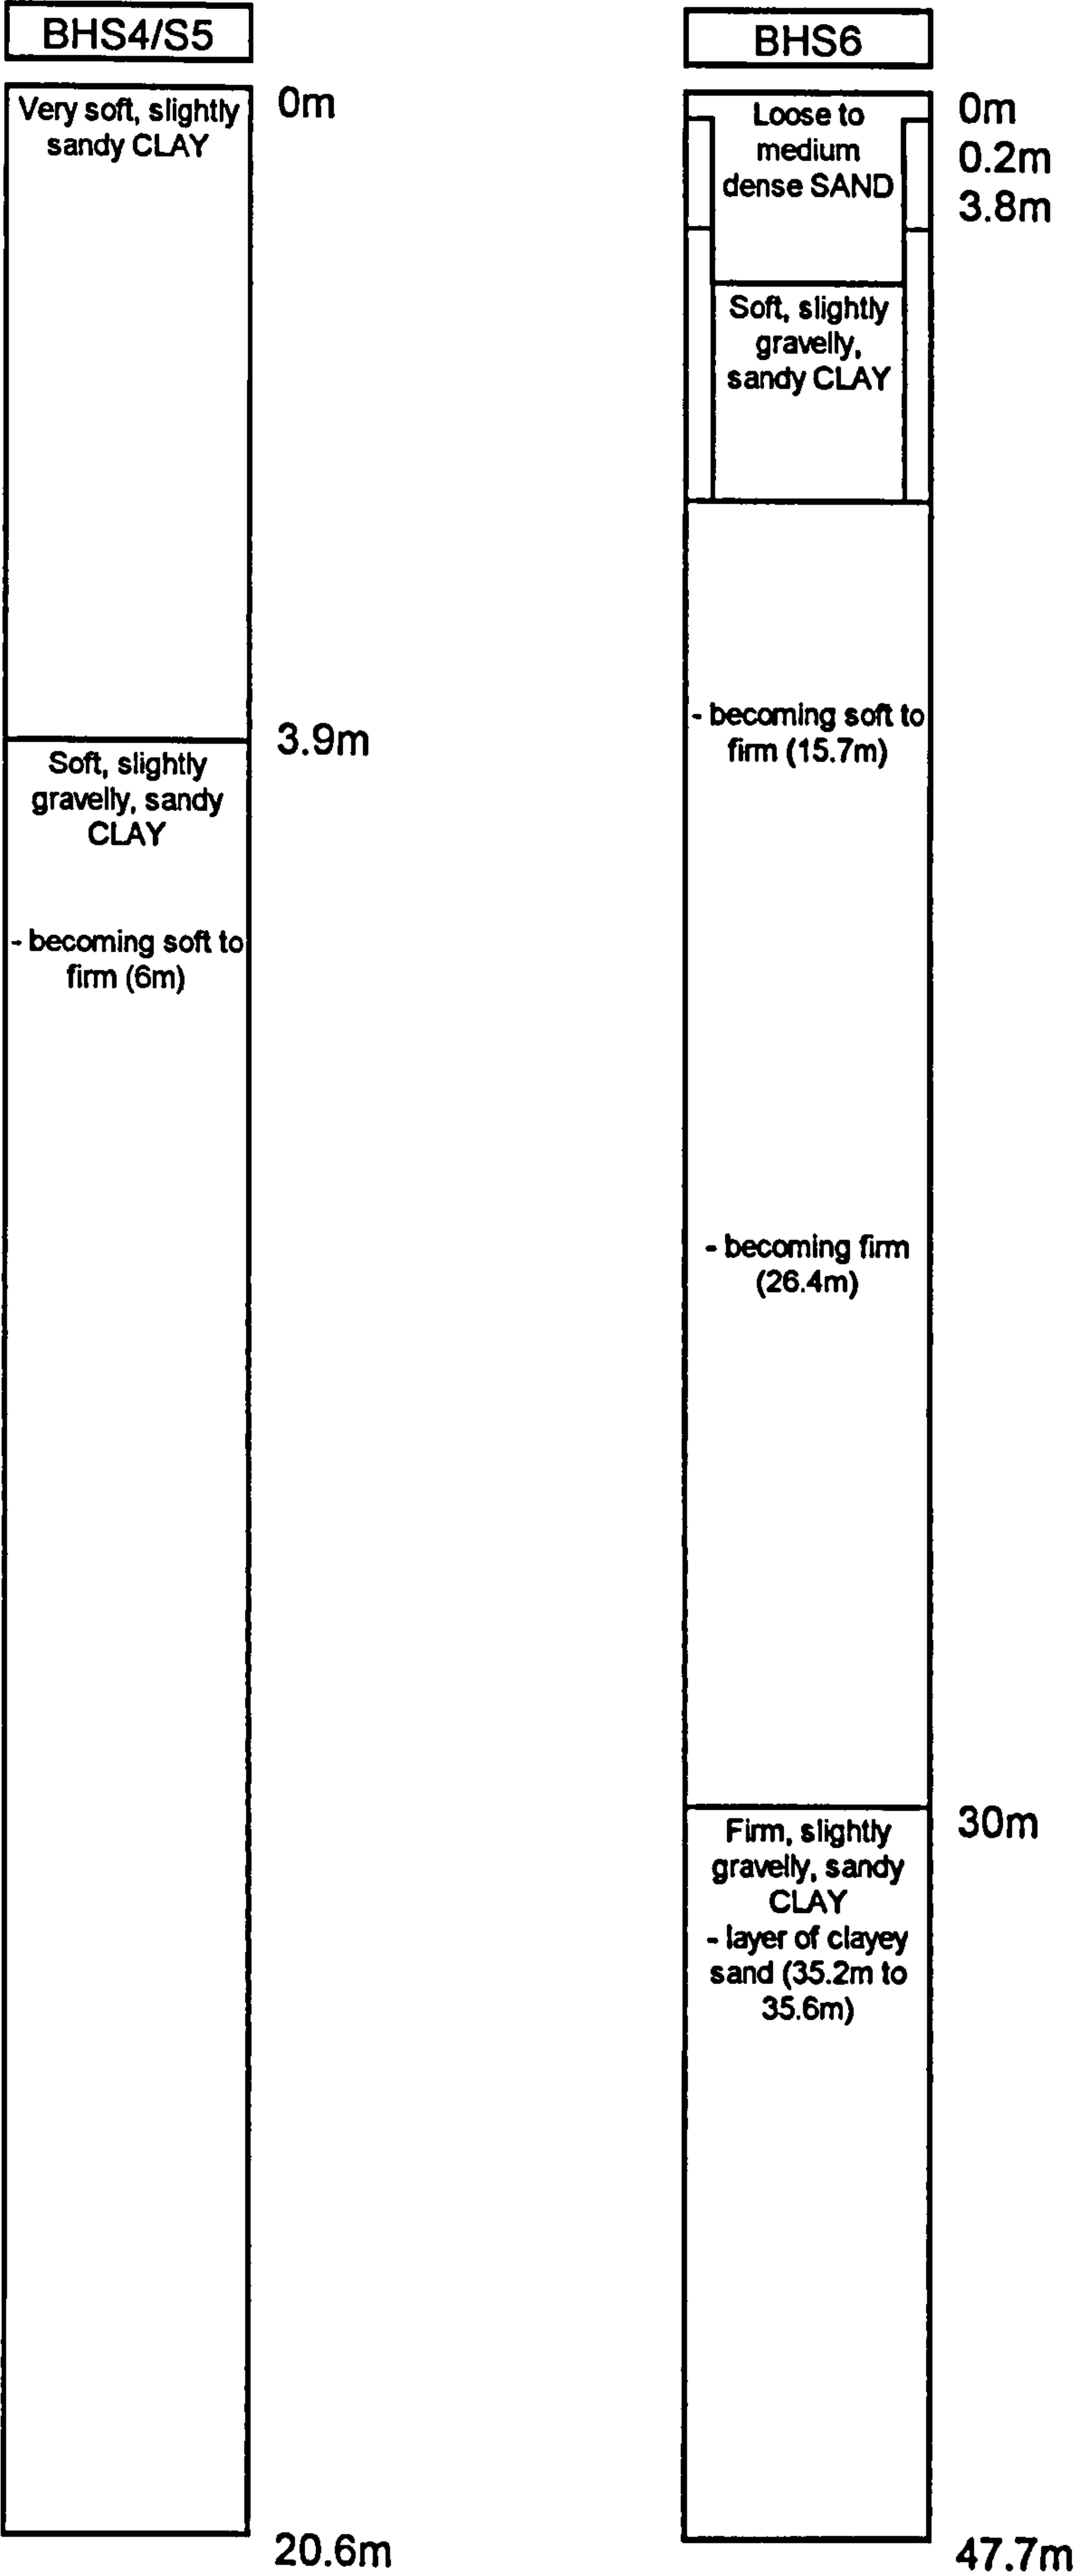 BHS4/S5
Very soft, slightly
sandy CLAY
0m
3.9m
Soft, slightly
gravelly, sandy
CLAY
- becoming soft to
firm (6m)
20.6m
BHS6
Loose to
medium
dense SAND
0m
0.2m
3.8m
Soft, slightly
gravelly,
sandy CLAY
- becoming soft to
firm (15.7m)
- becoming firm
(26.4m)
30m
Firm, slightly
gravelly, sandy
CLAY
- layer of clayey
sand (35.2m to
35.6m)
47.7m